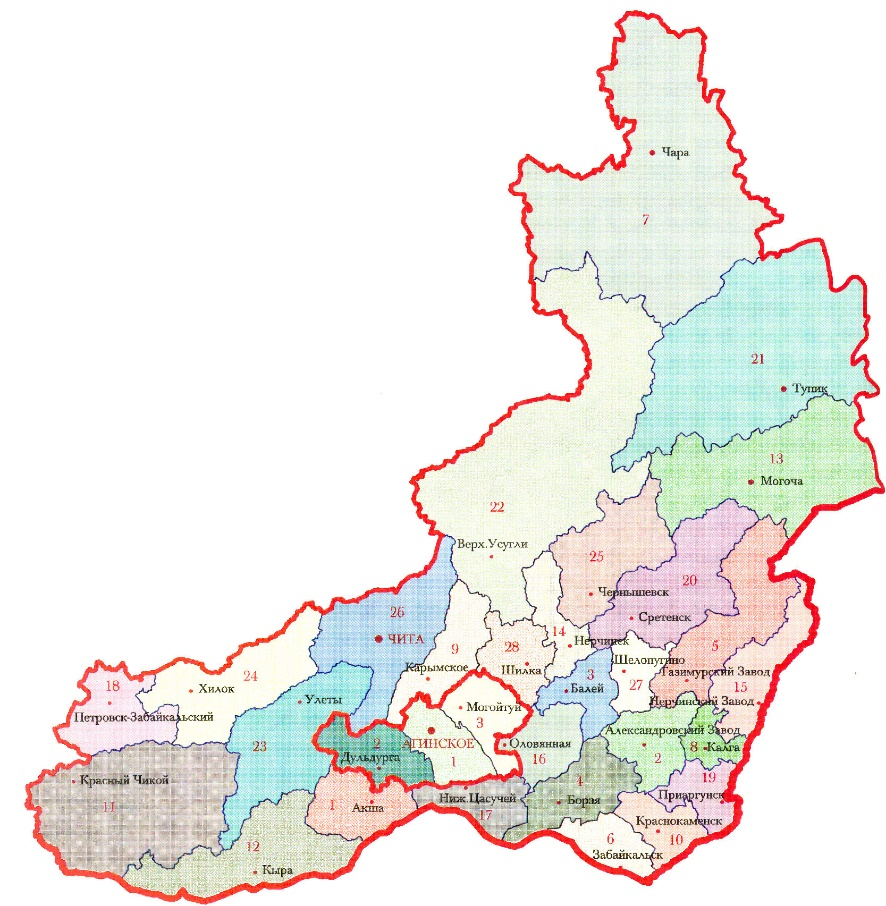 Чара
7
21
Тупик
13
Могоча
22
Верх.Усугли
25
20
Чернышевск
26
Сретенск
ЧИТА
9
28
14
Нерчинск
5
Карымское
Шилка
Шелопугино
3
Газимурский Завод
24
18
Хилок
Балей
27
15
Улеты
Петровск-Забайкальский
Могойтуй
3
Нерчинский Завод
23
2
АГИНСКОЕ
Оловянная
Александровский Завод
8
Калга
Дульдурга
1
16
2
Красный Чикой
11
4
19
Приаргунск
Ниж.Цасучей
Борзя
1
Акша
17
Краснокаменск
12
6
10
Забайкальск
Кыра